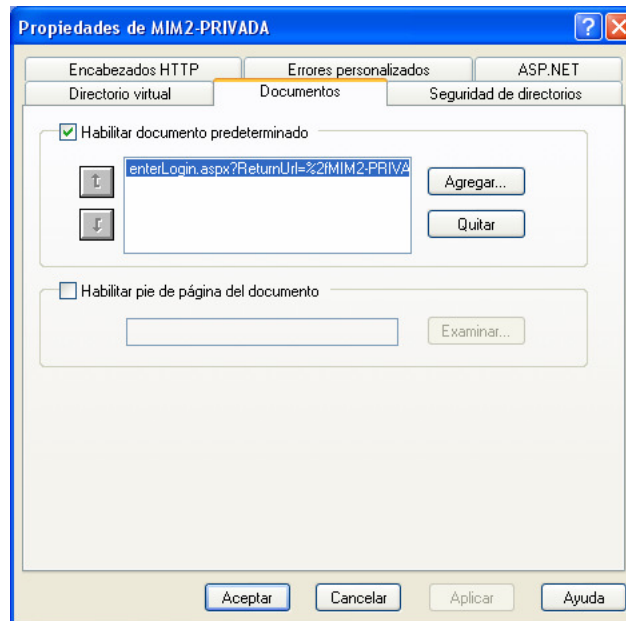 Propiedades de MIM2-PRIVADA
Encabezados HTTP Errores personalizados ASP.NET
Directorio virtual Documentos Seguridad de directorios
Habilitar documento predeterminado
enterLogin.aspx?ReturnUrl=%2fMIM2-PRIVA
Agregar...
Quitar
Habilitar pie de página del documento
Examinar...
Aceptar Cancelar Aplicar Ayuda